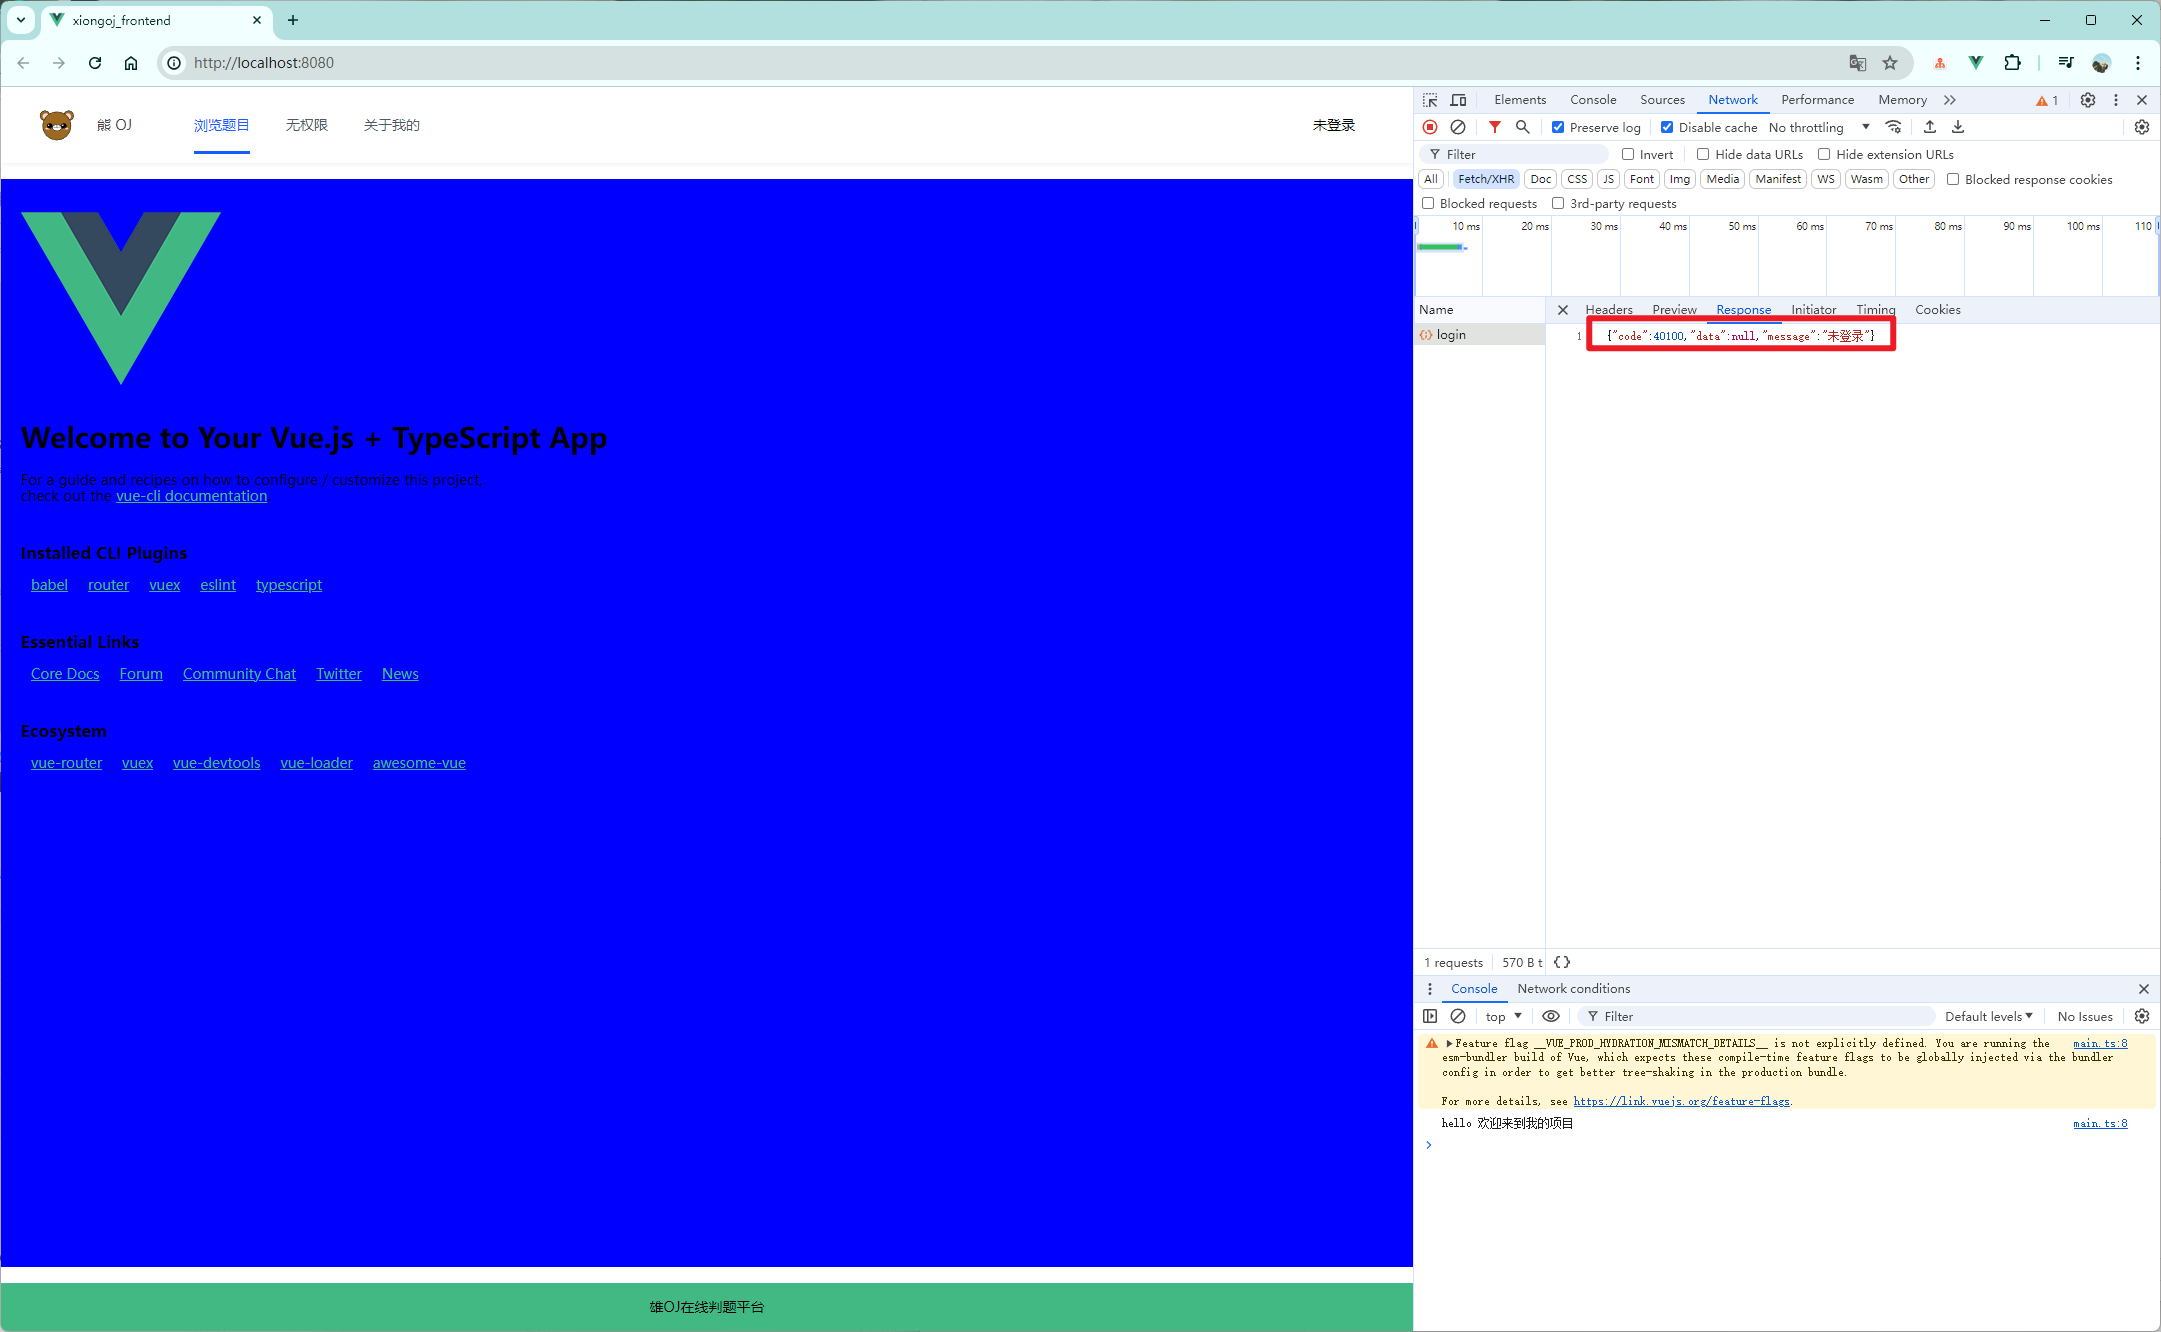 xiongoj_frontend
http://localhost:8080
熊 OJ 浏览题目 无权限 关于我的 未登录
Welcome to Your Vue.js + TypeScript App
For a guide and recipes on how to configure / customize this project,
check out the vue-cli documentation.
Installed CLI Plugins
babel router vuex eslint typescript
Essential Links
Core Docs Forum Community Chat Twitter News
Ecosystem
vue-router vuex vue-devtools vue-loader awesome-vue
雄OJ在线判题平台
Elements Console Sources Network Performance Memory 1
Preserve log Disable cache No throttling
Filter Invert Hide data URLs Hide extension URLs
All Fetch/XHR Doc CSS JS Font Img Media Manifest WS Wasm Other Blocked response cookies
Blocked requests 3rd-party requests
10 ms 20 ms 30 ms 40 ms 50 ms 60 ms 70 ms 80 ms 90 ms 100 ms 110
Name Headers Preview Response Initiator Timing Cookies
login 1 {"code":40100,"data":null,"message":"未登录"}
1 requests 570 B t {}
Console Network conditions
top Filter Default levels No Issues
Feature flag __VUE_PROD_HYDRATION_MISMATCH_DETAILS__ is not explicitly defined. You are running the main.ts:8
esm-bundler build of Vue, which expects these compile-time feature flags to be globally injected via the bundler
config in order to get better tree-shaking in the production bundle.
For more details, see https://link.vuejs.org/feature-flags.
hello 欢迎来到我的项目 main.ts:8